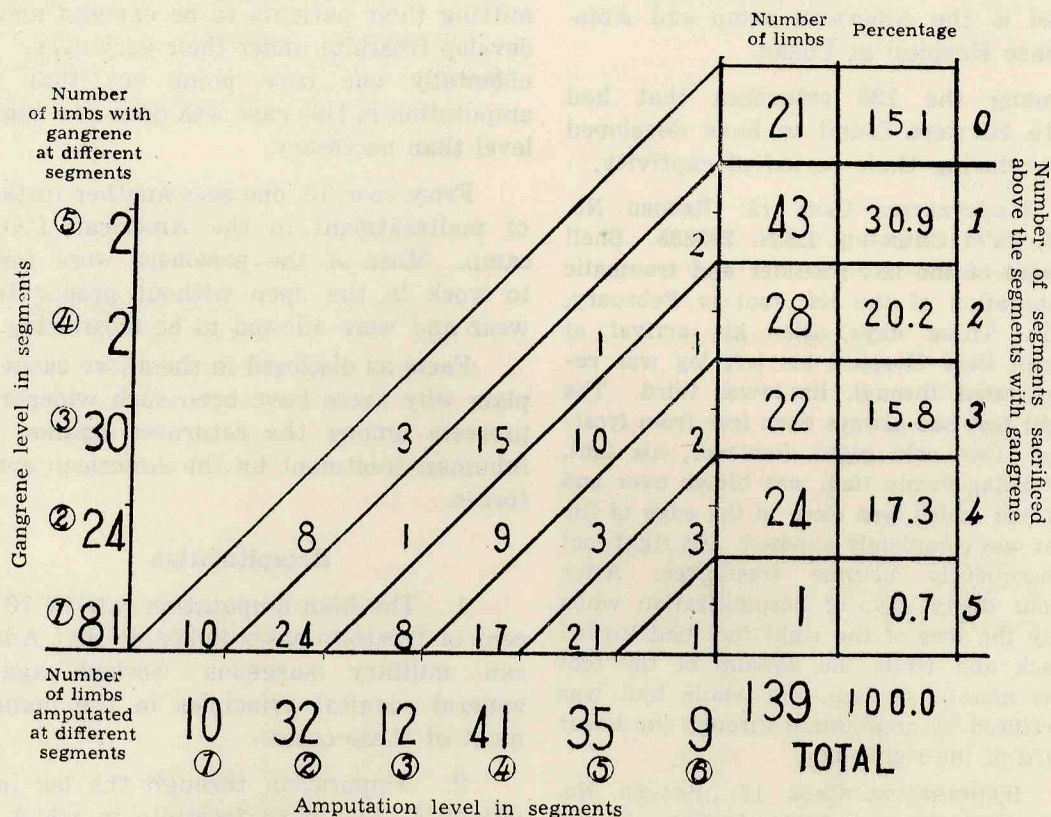 Number of limbs
Percentage
21 15.1 0
43 30.9 1
28 20.2 2
22 15.8 3
24 17.3 4
1 0.7 5
139 100.0
TOTAL
Number of segments sacrificed
above the segments with gangrene
Number
of limbs with
gangrene
at different
segments
Gangrene level in segments
⑤ 2 2
④ 2 1 1
③ 30 3 15 10 2
② 24 8 1 9 3 3
① 81 10 24 8 17 21 1
Number
of limbs
amputated
at different
segments
10 32 12 41 35 9
① ② ③ ④ ⑤ ⑥
Amputation level in segments